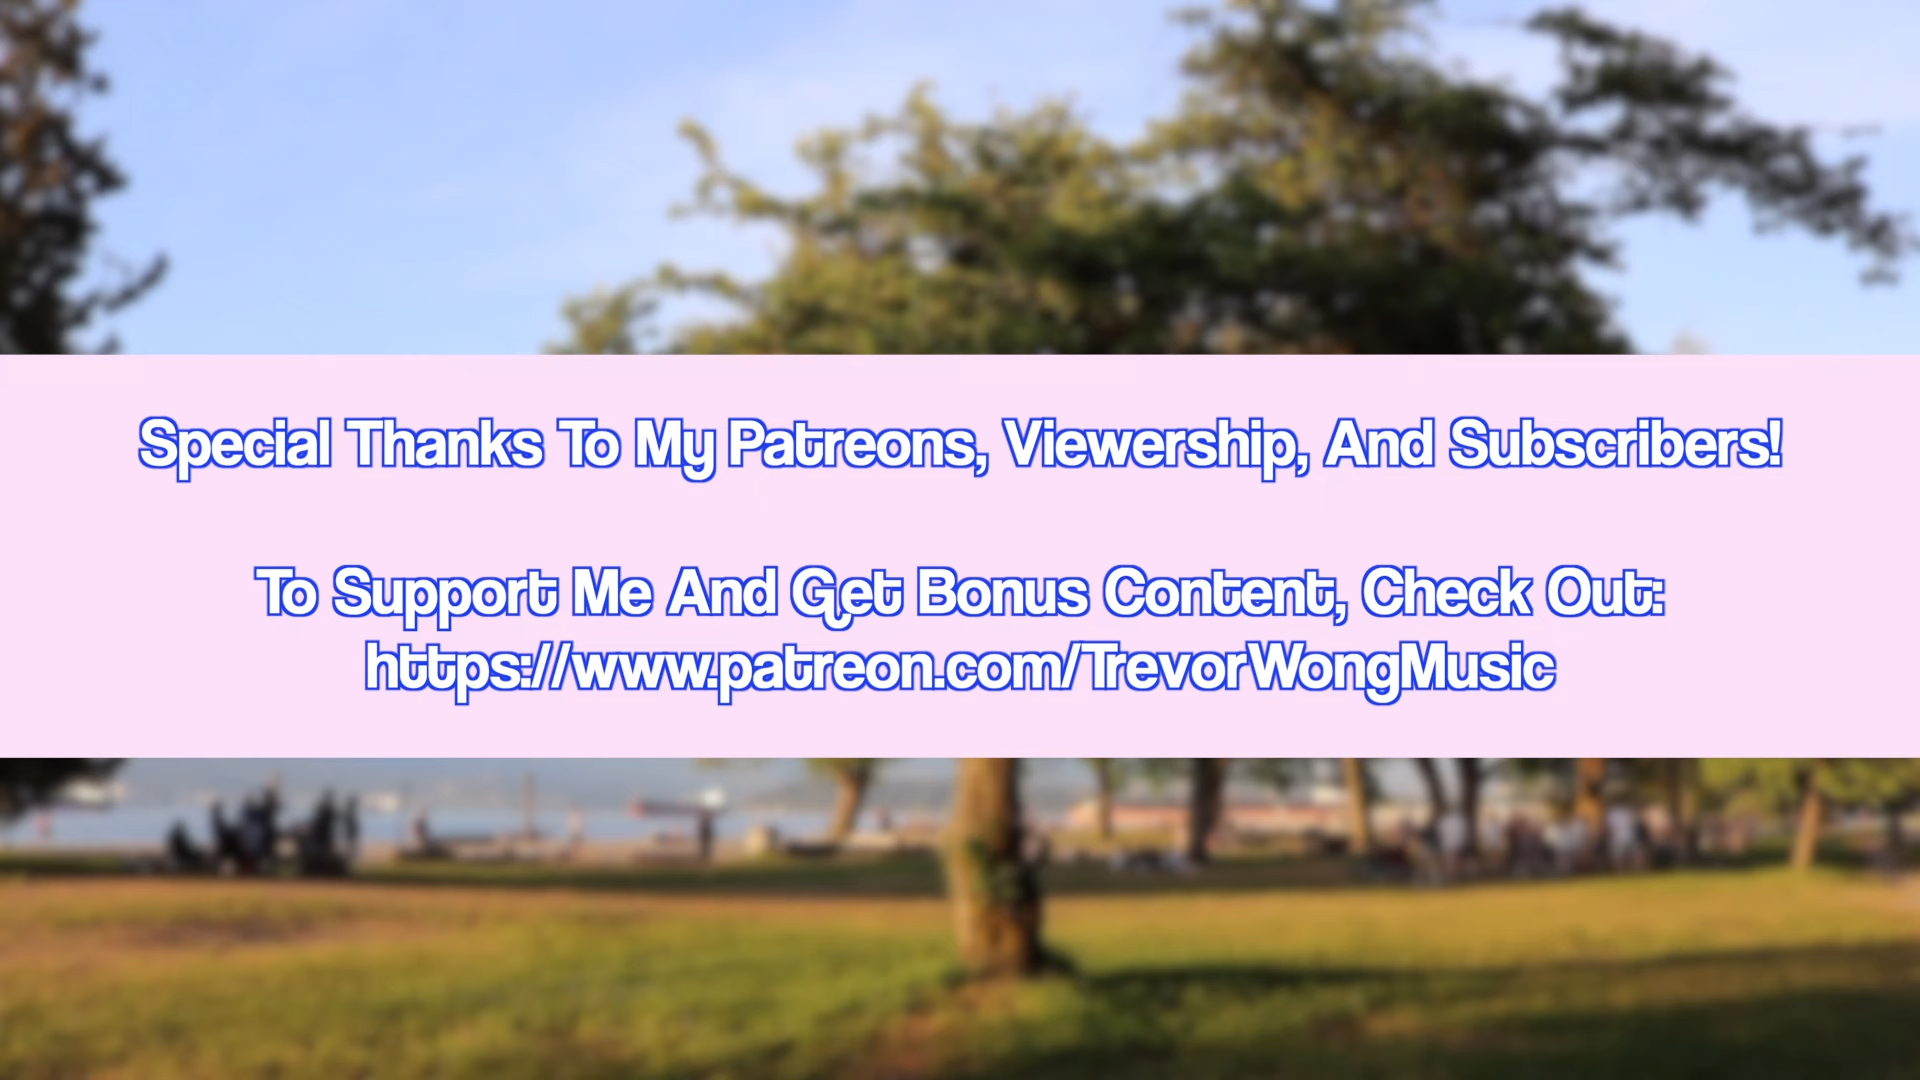 Special Thanks To My Patreons, Viewership, And Subscribers!
To Support Me And Get Bonus Content, Check Out:
https://www.patreon.com/TrevorWongMusic